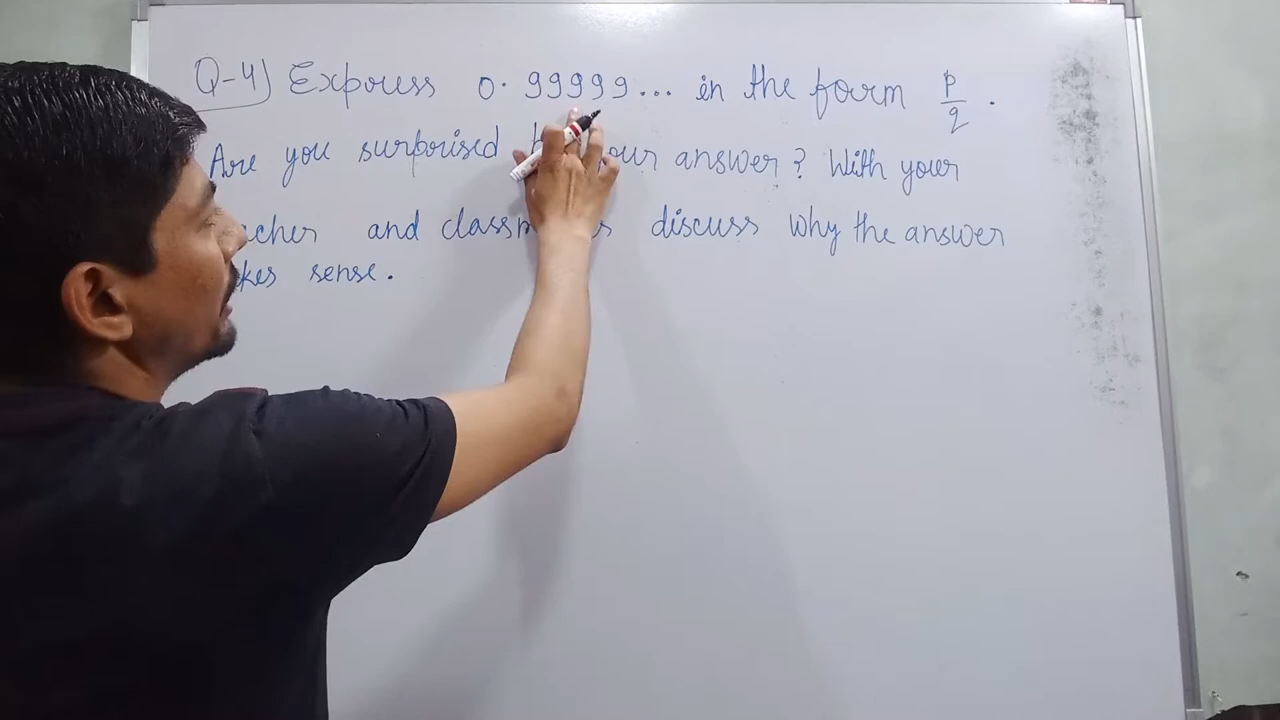 Q-4) Express 0.99999... in the form p/q.
Are you surprised your answer? With your
and discuss why the answer
sense.